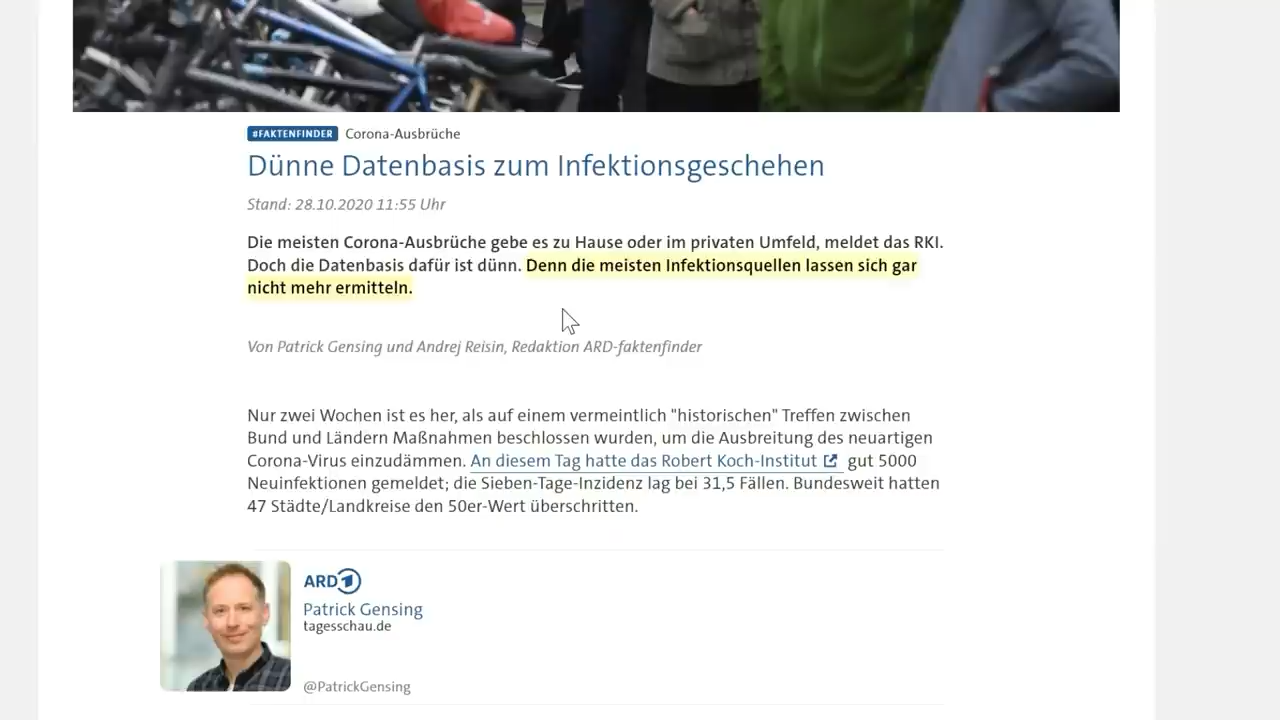 #FAKTENFINDER Corona-Ausbrüche
Dünne Datenbasis zum Infektionsgeschehen
Stand: 28.10.2020 11:55 Uhr
Die meisten Corona-Ausbrüche gebe es zu Hause oder im privaten Umfeld, meldet das RKI.
Doch die Datenbasis dafür ist dünn. Denn die meisten Infektionsquellen lassen sich gar
nicht mehr ermitteln.
Von Patrick Gensing und Andrej Reisin, Redaktion ARD-faktenfinder
Nur zwei Wochen ist es her, als auf einem vermeintlich "historischen" Treffen zwischen
Bund und Ländern Maßnahmen beschlossen wurden, um die Ausbreitung des neuartigen
Corona-Virus einzudämmen. An diesem Tag hatte das Robert Koch-Institut gut 5000
Neuinfektionen gemeldet; die Sieben-Tage-Inzidenz lag bei 31,5 Fällen. Bundesweit hatten
47 Städte/Landkreise den 50er-Wert überschritten.
ARD 1
Patrick Gensing
tagesschau.de
@PatrickGensing